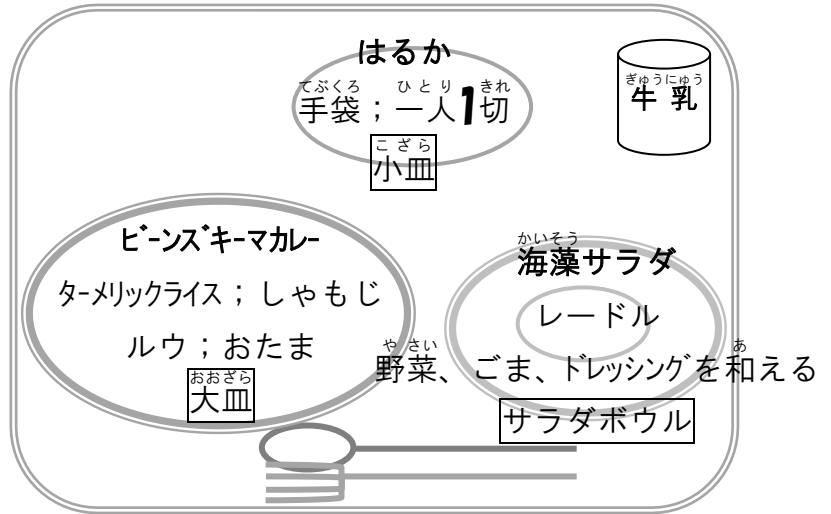 はるか
手袋；一人1切
小皿
牛乳
ﾋﾞｰﾝｽﾞｷｰﾏｶﾚｰ
ﾀｰﾒﾘｯｸﾗｲｽ；しゃもじ
ルウ；おたま
大皿
海藻サラダ
レードル
野菜、ごま、ﾄﾞﾚｯｼﾝｸﾞを和える
サラダボウル